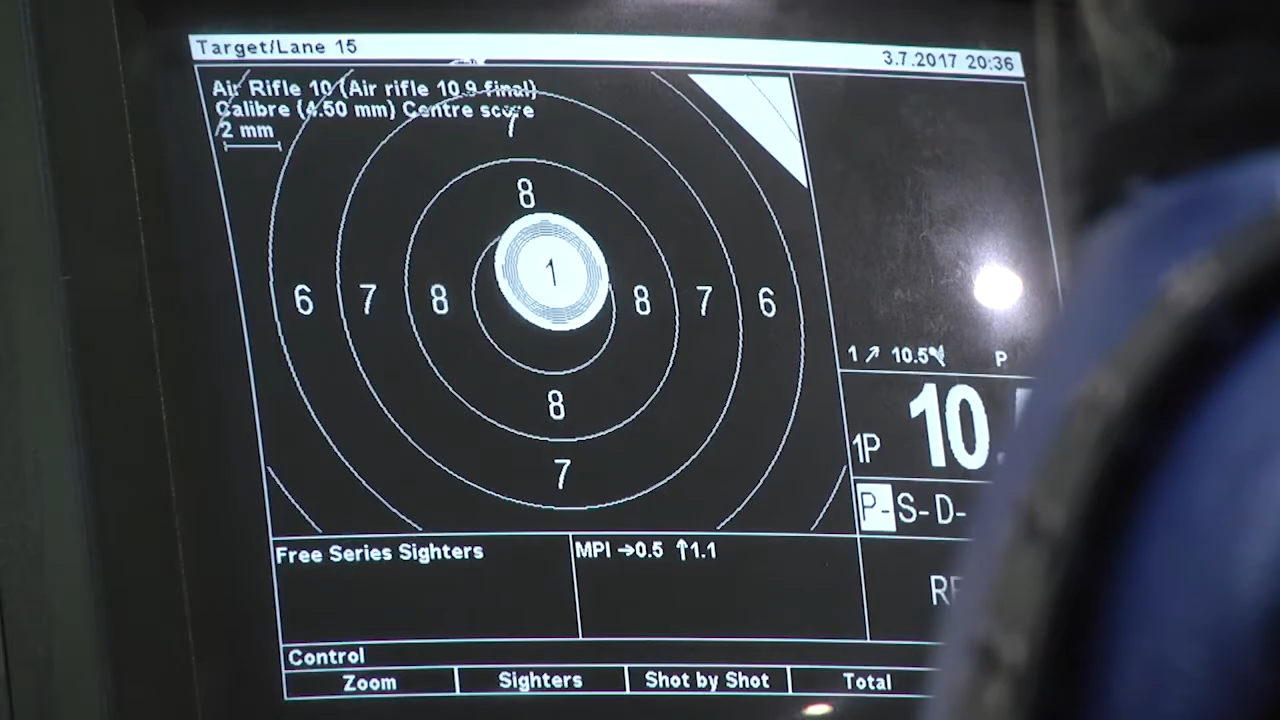 Target/Lane 15
3.7.2017 20:36
Air Rifle 10 (Air rifle 10.9 final)
Calibre (4.50 mm) Centre score
2 mm
7
8
1
6 7 8 8 7 6
8
7
1 ↗ 10.5 P
1P 10.
P- S- D-
Free Series Sighters
MPI →0.5 ↑1.1
Control
Zoom Sighters Shot by Shot Total